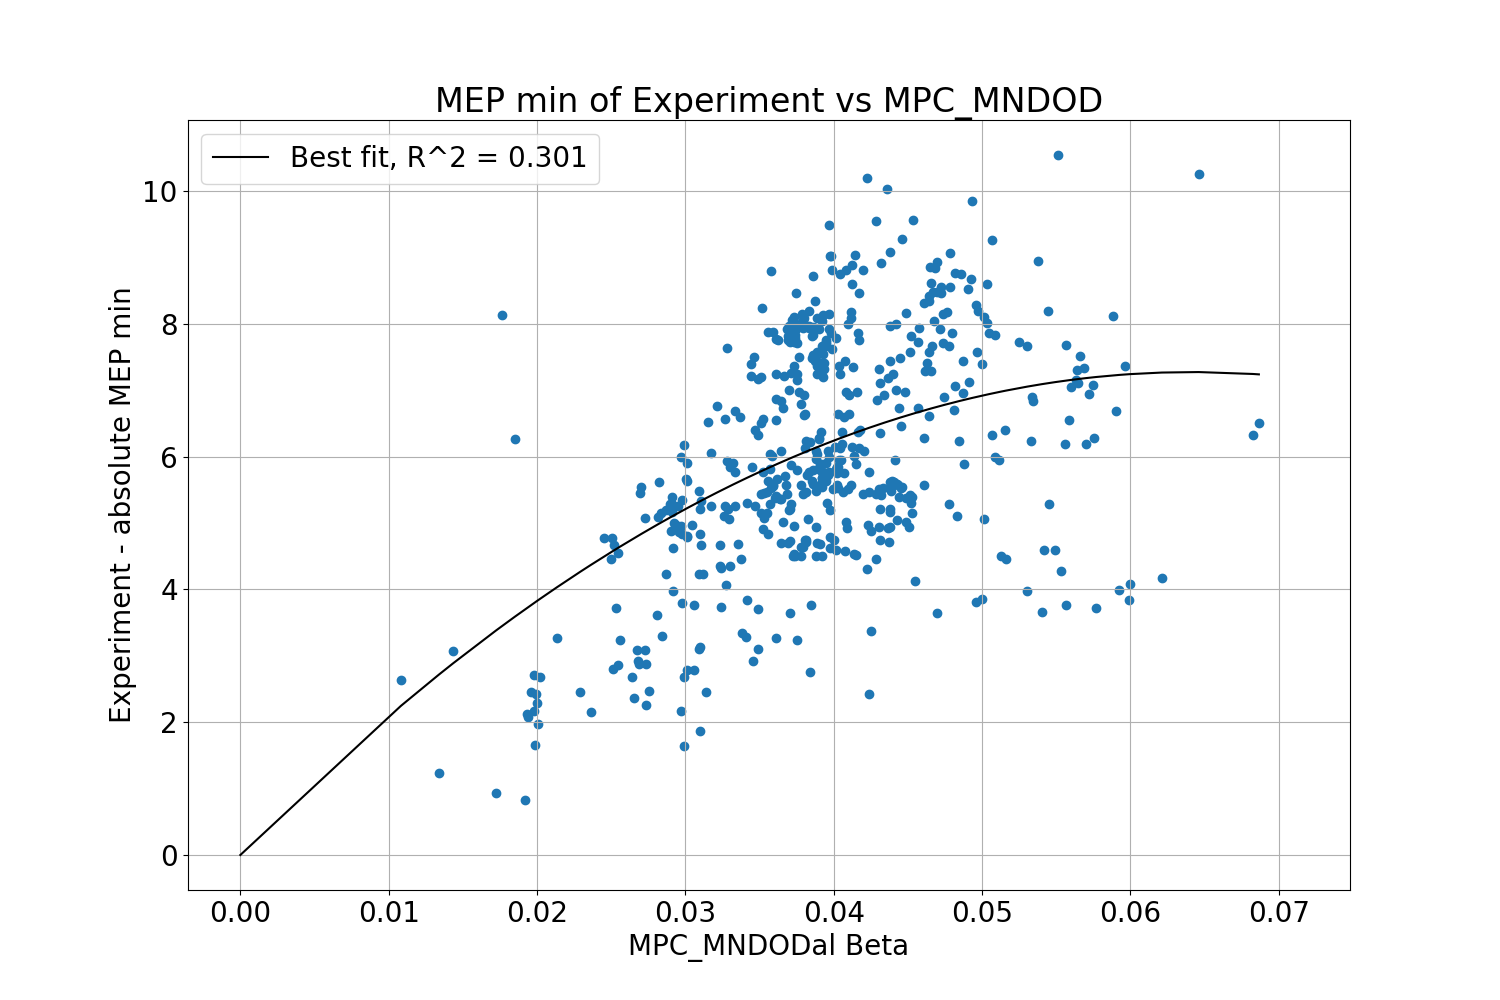 MEP min of Experiment vs MPC_MNDOD
Best fit, R^2 = 0.301
Experiment - absolute MEP min
10
8
6
4
2
0
0.00 0.01 0.02 0.03 0.04 0.05 0.06 0.07
MPC_MNDODal Beta